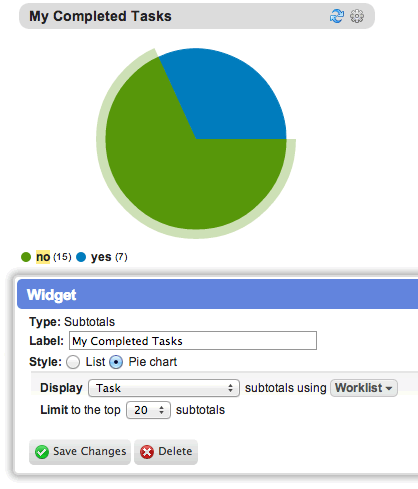 My Completed Tasks
no (15) yes (7)
Widget
Type: Subtotals
Label: My Completed Tasks
Style: List Pie chart
Display Task subtotals using Worklist
Limit to the top 20 subtotals
Save Changes Delete